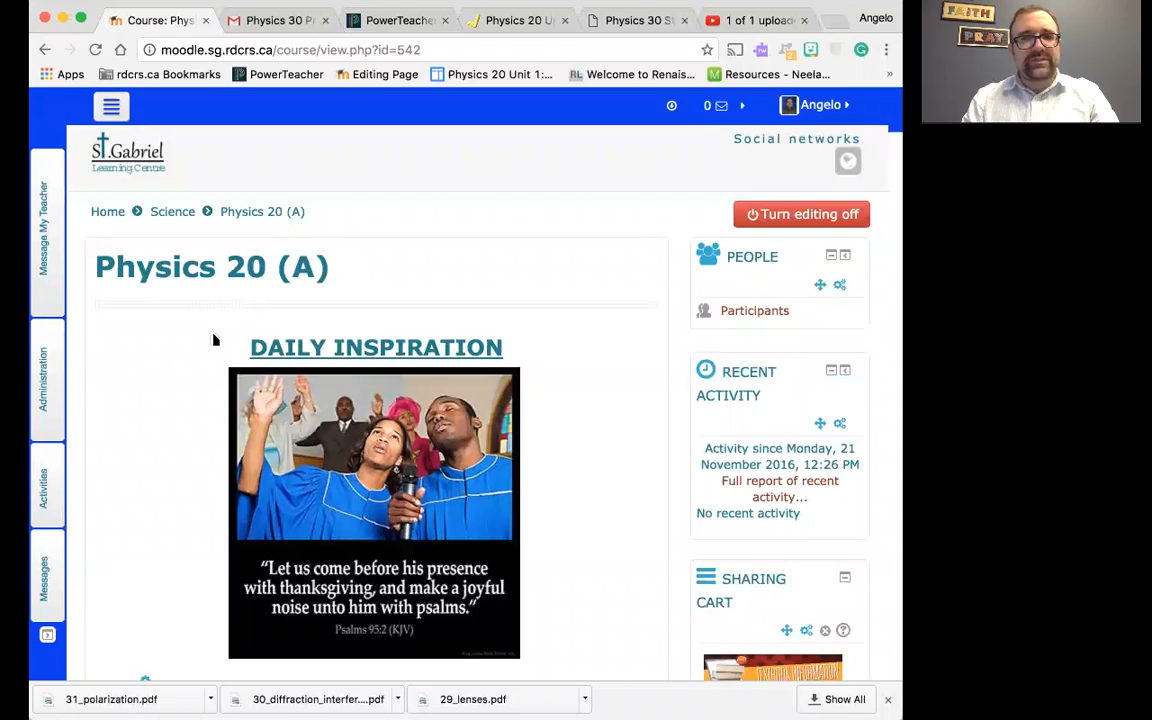 Course: Phys
Physics 30 P
PowerTeache
Physics 20 U
Physics 30 S
1 of 1 uploa
Angelo
moodle.sg.rdcrs.ca/course/view.php?id=542
Apps
rdcrs.ca Bookmarks
PowerTeacher
Editing Page
Physics 20 Unit 1:...
RL Welcome to Renais...
Resources - Neela...
»
FAITH
PRAY
0
Angelo
St.Gabriel
Learning Centre
Social networks
Message My Teacher
Administration
Activities
Messages
Home
Science
Physics 20 (A)
Turn editing off
Physics 20 (A)
DAILY INSPIRATION
"Let us come before his presence
with thanksgiving, and make a joyful
noise unto him with psalms."
Psalms 95:2 (KJV)
PEOPLE
Participants
RECENT
ACTIVITY
Activity since Monday, 21
November 2016, 12:26 PM
Full report of recent
activity...
No recent activity
SHARING
CART
TEXTBOOK INFORMATION
31_polarization.pdf
30_diffraction_interfer....pdf
29_lenses.pdf
Show All